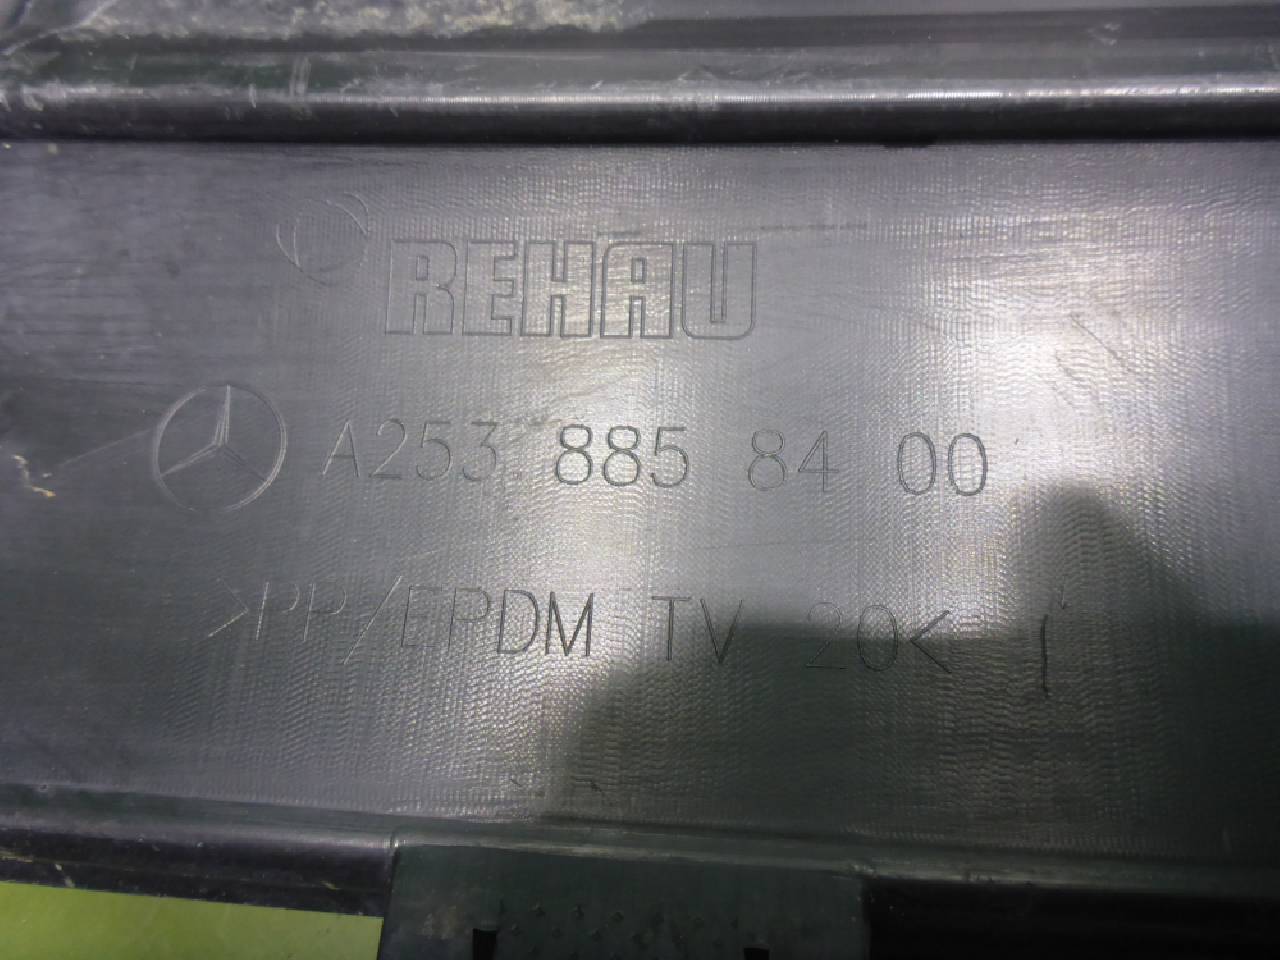 REHAU
A253 885 84 00
>PP/EPDM TV 20<